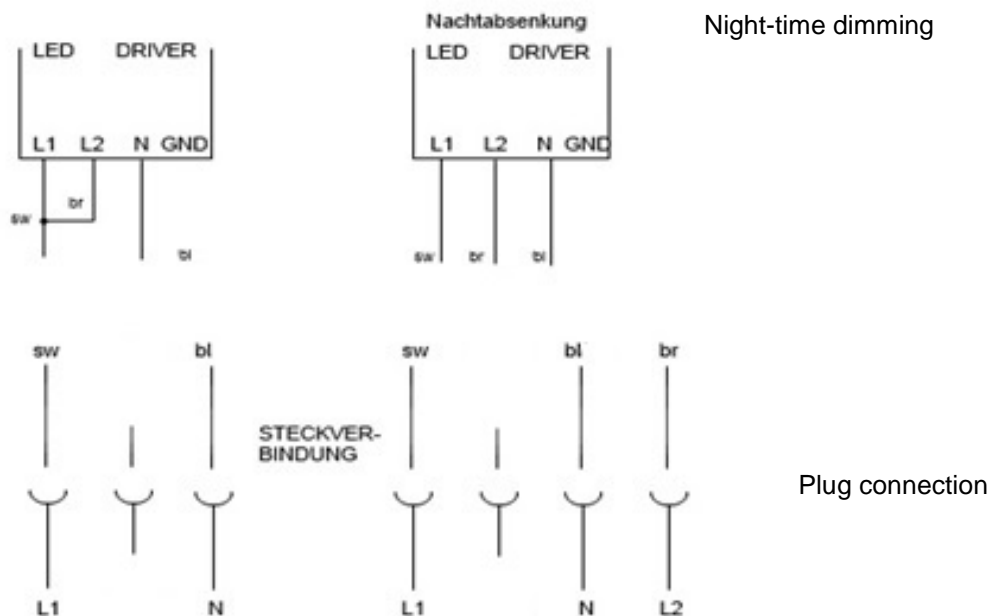 Nachtabsenkung
Night-time dimming
LED DRIVER
LED DRIVER
L1 L2 N GND
L1 L2 N GND
br
sw
bl
sw br bl
sw bl
sw bl br
STECKVER-
BINDUNG
Plug connection
L1 N
L1 N L2